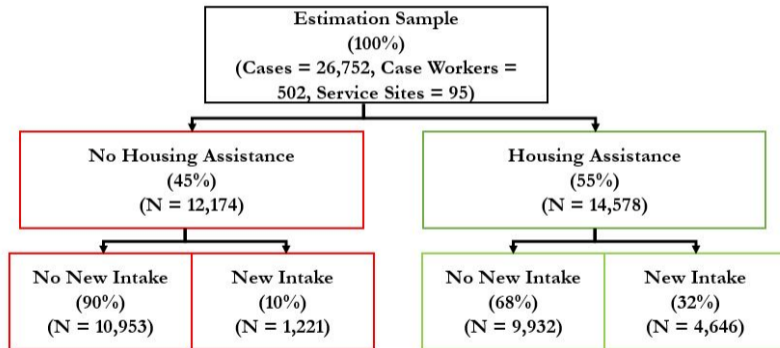 Estimation Sample
(100%)
(Cases = 26,752, Case Workers =
502, Service Sites = 95)
No Housing Assistance
(45%)
(N = 12,174)
Housing Assistance
(55%)
(N = 14,578)
No New Intake
(90%)
(N = 10,953)
New Intake
(10%)
(N = 1,221)
No New Intake
(68%)
(N = 9,932)
New Intake
(32%)
(N = 4,646)